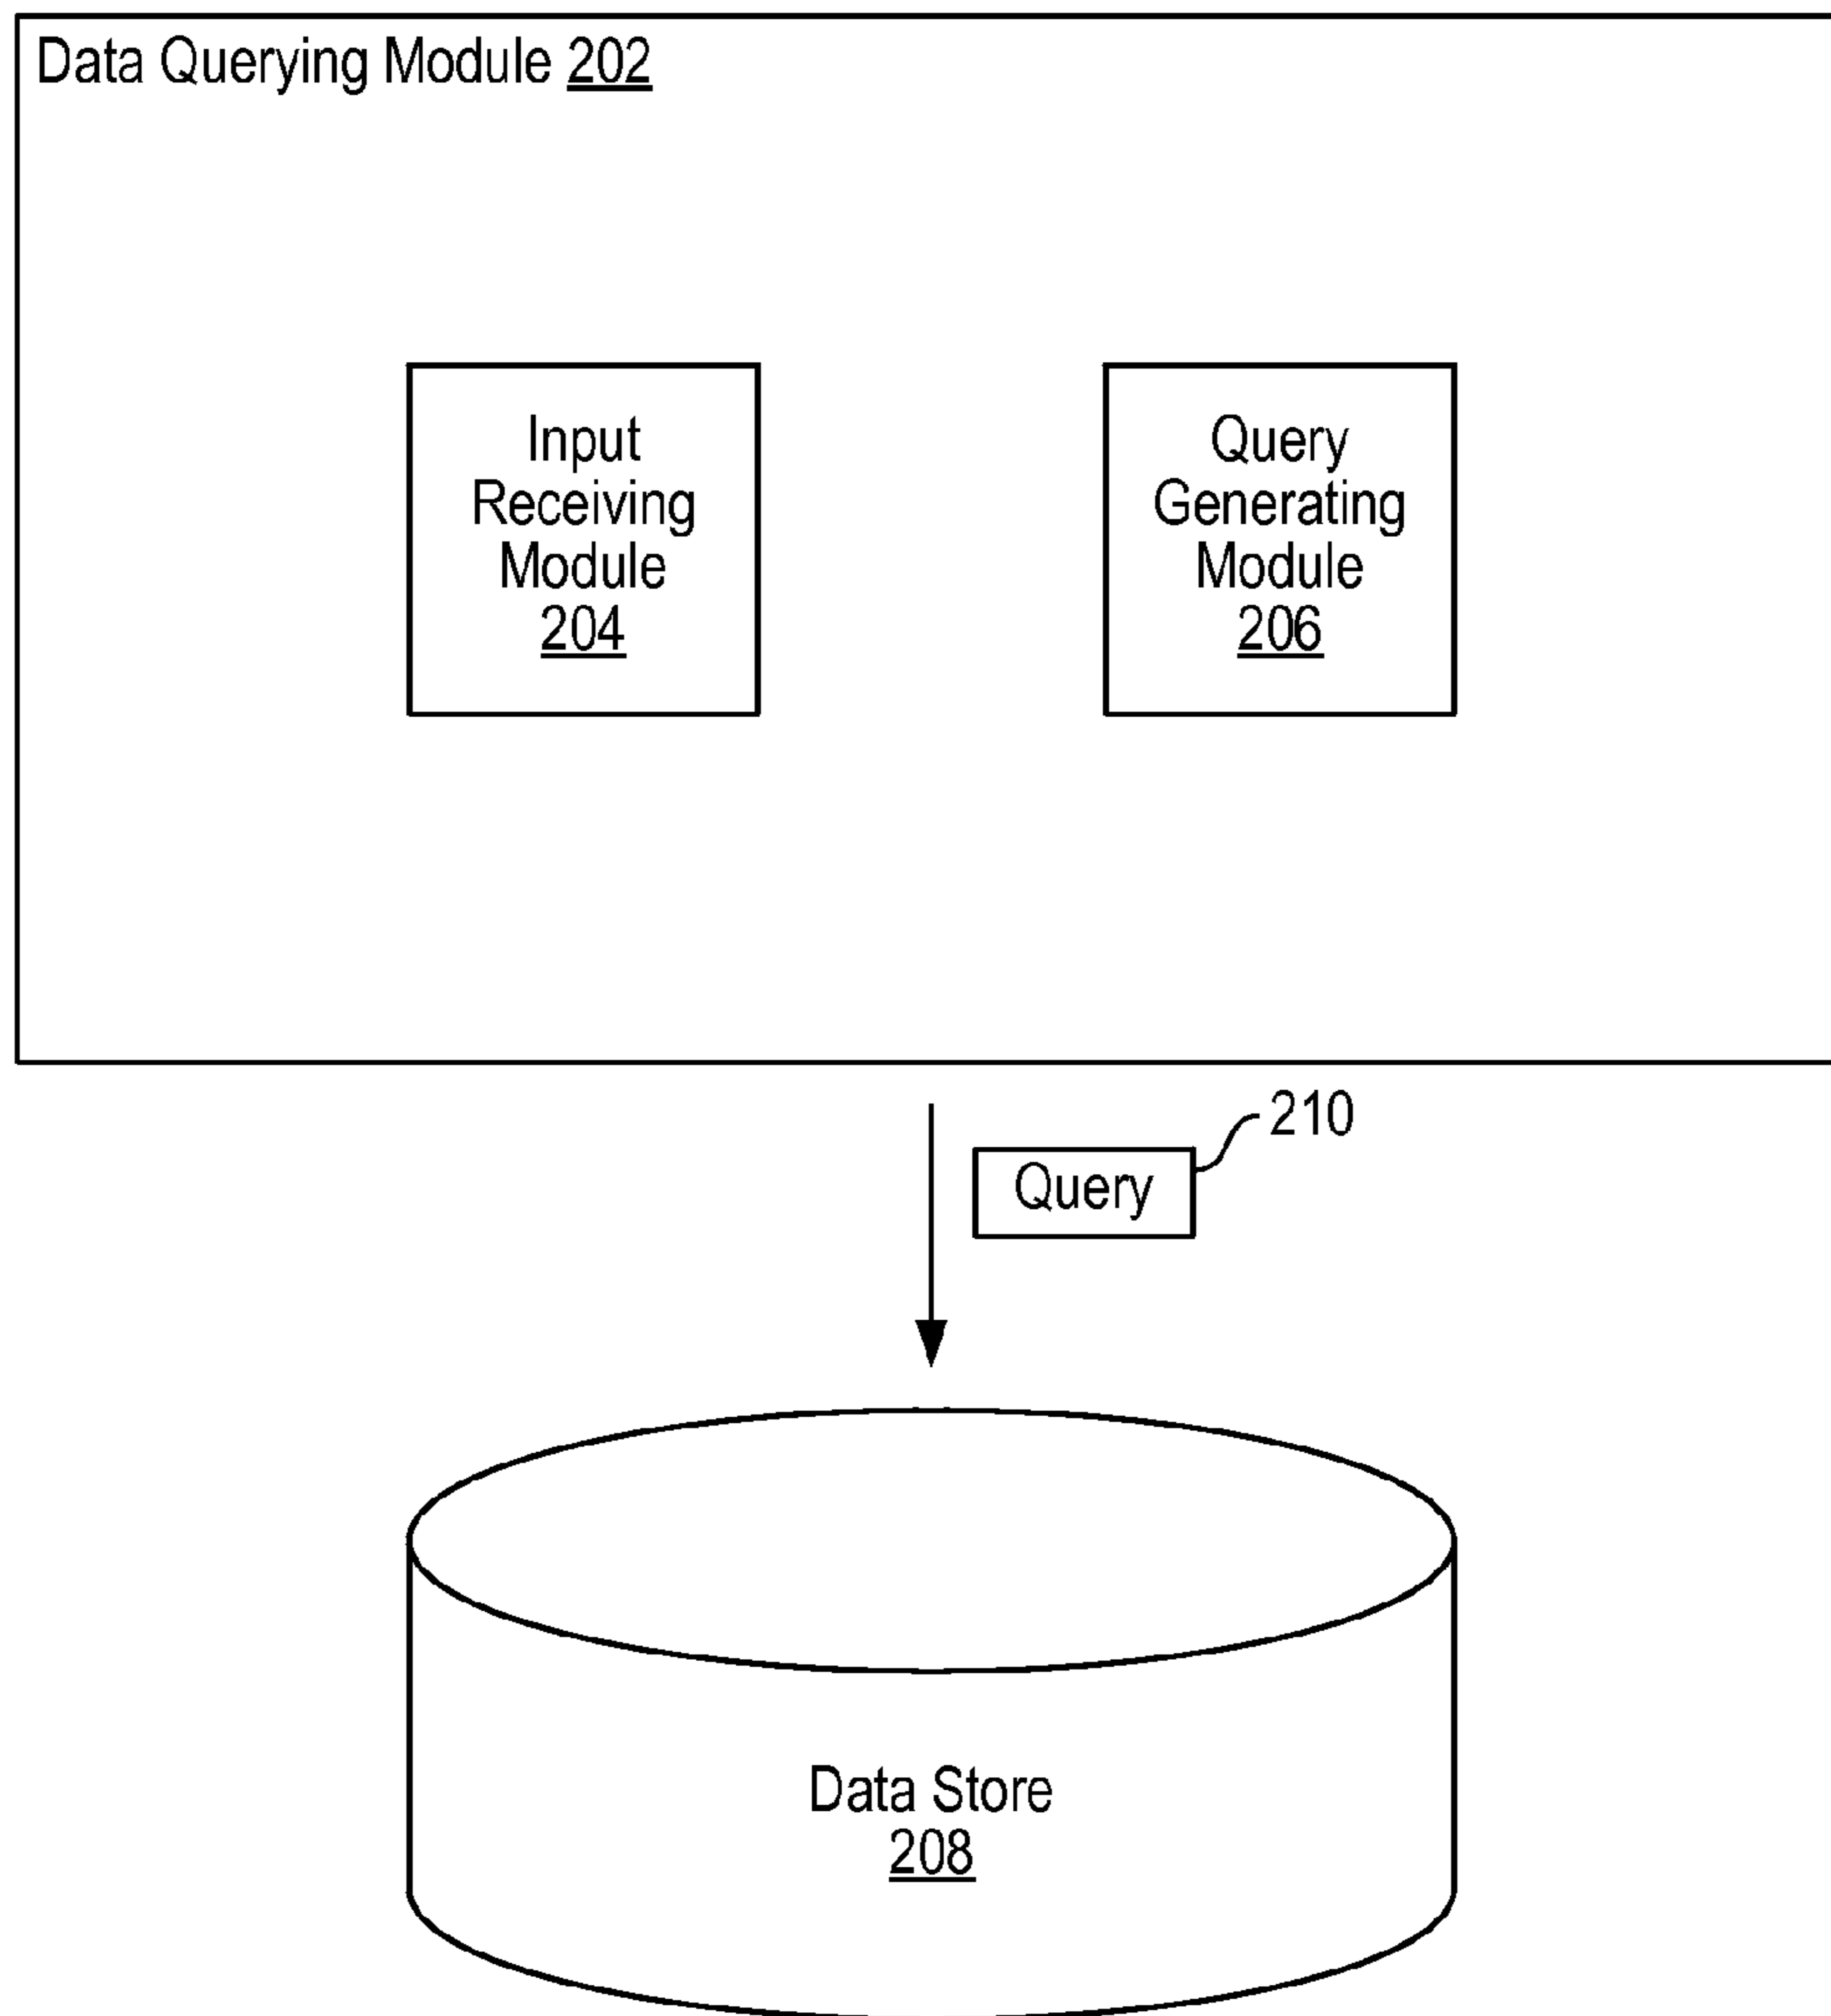 Data Querying Module 202
Input
Receiving
Module
204
Query
Generating
Module
206
210
Query
Data Store
208